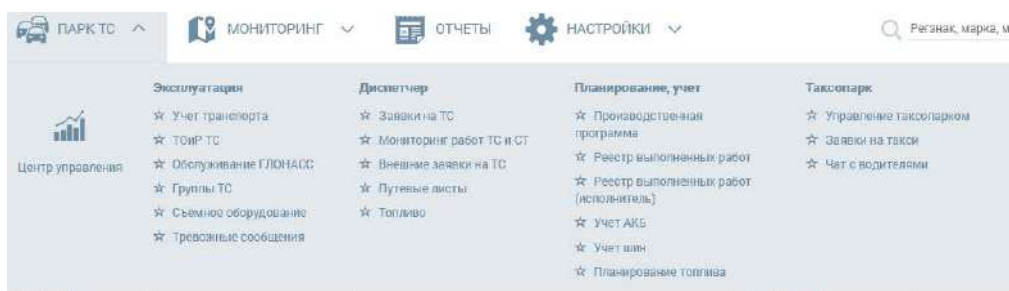 ПАРК ТС
МОНИТОРИНГ
ОТЧЕТЫ
НАСТРОЙКИ
Регзнак, марка, м
Центр управления
Эксплуатация
Учет транспорта
ТОиР ТС
Обслуживание ГЛОНАСС
Группы ТС
Съемное оборудование
Тревожные сообщения
Диспетчер
Заявки на ТС
Мониторинг работ ТС и СТ
Внешние заявки на ТС
Путевые листы
Топливо
Планирование, учет
Производственная
программа
Реестр выполненных работ
Реестр выполненных работ
(исполнитель)
Учет АКБ
Учет шин
Планирование топлива
Таксопарк
Управление таксопарком
Заявки на такси
Чат с водителями